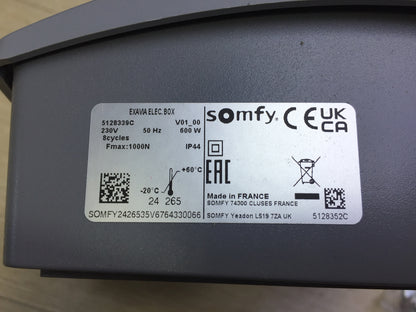 EXAVIA ELEC. BOX
5128339C V01_00
230V 50 Hz 600 W
8cycles
Fmax:1000N IP44
+60°C
-20°C
24 265
SOMFY2426535V6764330066
somfy® CE UK
CA
EAC
Made in FRANCE
SOMFY 74300 CLUSES FRANCE
SOMFY Yeadon LS19 7ZA UK 5128352C